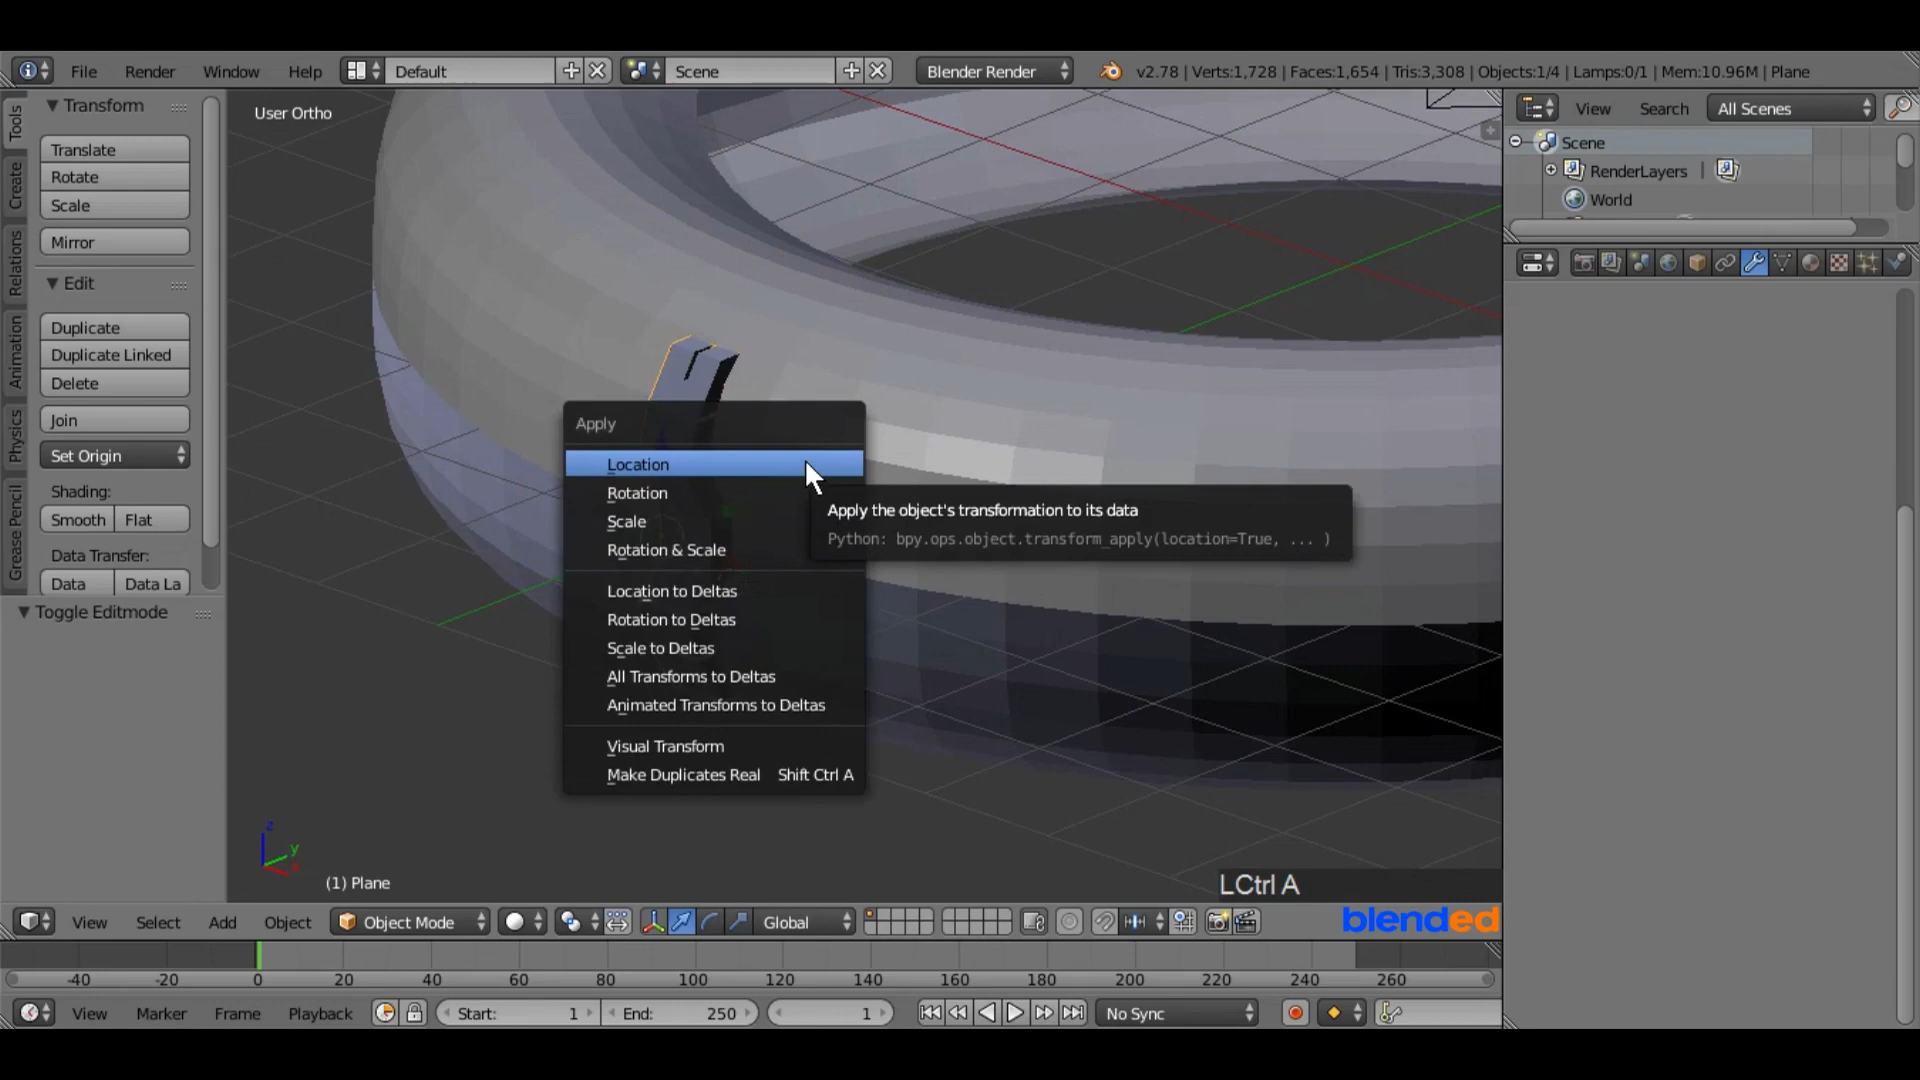 File Render Window Help Default Scene Blender Render v2.78 | Verts:1,728 | Faces:1,654 | Tris:3,308 | Objects:1/4 | Lamps:0/1 | Mem:10.96M | Plane
Tools
Create
Relations
Animation
Physics
Grease Pencil
Transform
Translate
Rotate
Scale
Mirror
Edit
Duplicate
Duplicate Linked
Delete
Join
Set Origin
Shading:
Smooth Flat
Data Transfer:
Data Data La
Toggle Editmode
User Ortho
Apply
Location
Rotation
Scale
Rotation & Scale
Location to Deltas
Rotation to Deltas
Scale to Deltas
All Transforms to Deltas
Animated Transforms to Deltas
Visual Transform
Make Duplicates Real Shift Ctrl A
Apply the object's transformation to its data
Python: bpy.ops.object.transform_apply(location=True, ... )
View Search All Scenes
Scene
RenderLayers |
World
z
y
x
(1) Plane
LCtrl A
blended
View Select Add Object Object Mode Global
-40 -20 0 20 40 60 80 100 120 140 160 180 200 220 240 260
View Marker Frame Playback Start: 1 End: 250 1 No Sync